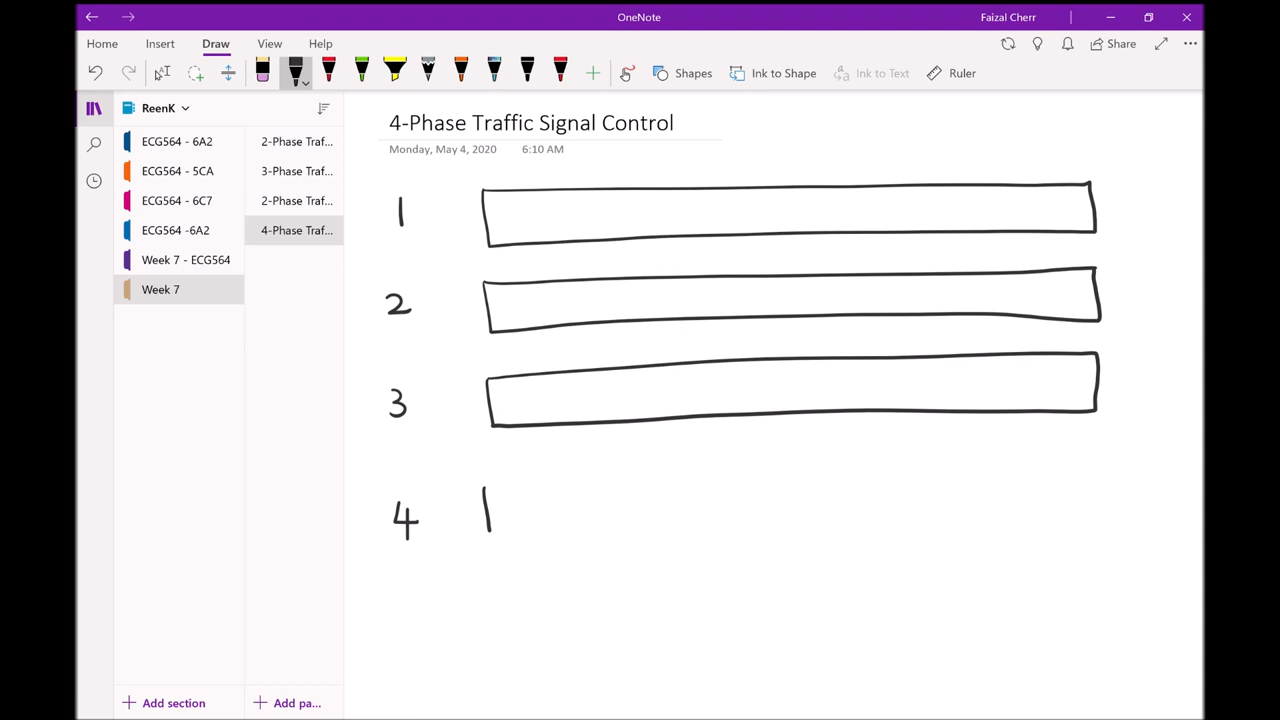 OneNote
Faizal Cherr
Home Insert Draw View Help
Share
Shapes Ink to Shape Ink to Text Ruler
ReenK
ECG564 - 6A2
ECG564 - 5CA
ECG564 - 6C7
ECG564 -6A2
Week 7 - ECG564
Week 7
Add section
2-Phase Traf...
3-Phase Traf...
2-Phase Traf...
4-Phase Traf...
Add pa...
4-Phase Traffic Signal Control
Monday, May 4, 2020 6:10 AM
1
2
3
4